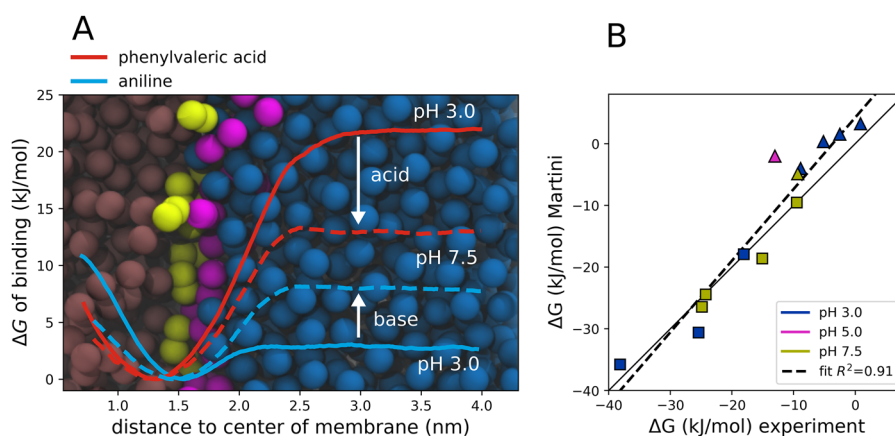 A
phenylvaleric acid
aniline
ΔG of binding (kJ/mol)
25
20
15
10
5
0
pH 3.0
acid
pH 7.5
base
pH 3.0
1.0 1.5 2.0 2.5 3.0 3.5 4.0
distance to center of membrane (nm)
B
ΔG (kJ/mol) Martini
0
−10
−20
−30
−40
pH 3.0
pH 5.0
pH 7.5
fit R²=0.91
−40 −30 −20 −10 0
ΔG (kJ/mol) experiment